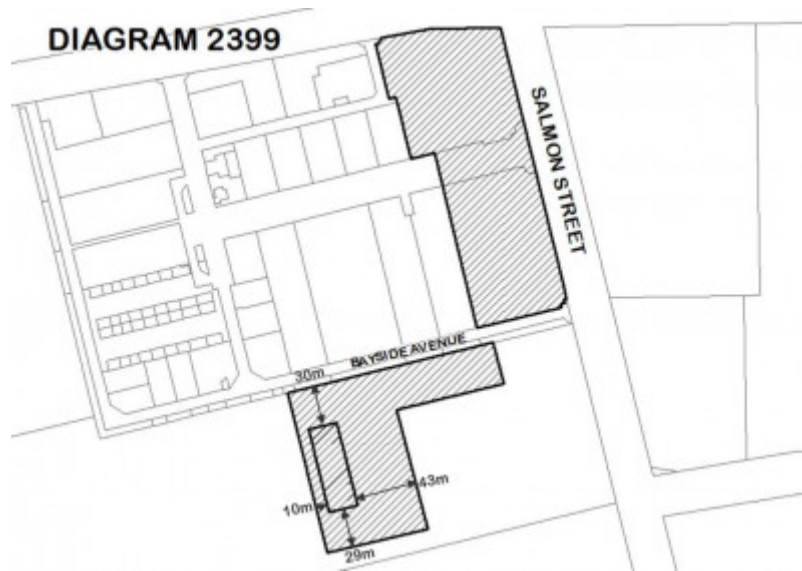 DIAGRAM 2399
SALMON STREET
BAYSIDE AVENUE
30m
43m
10m
29m